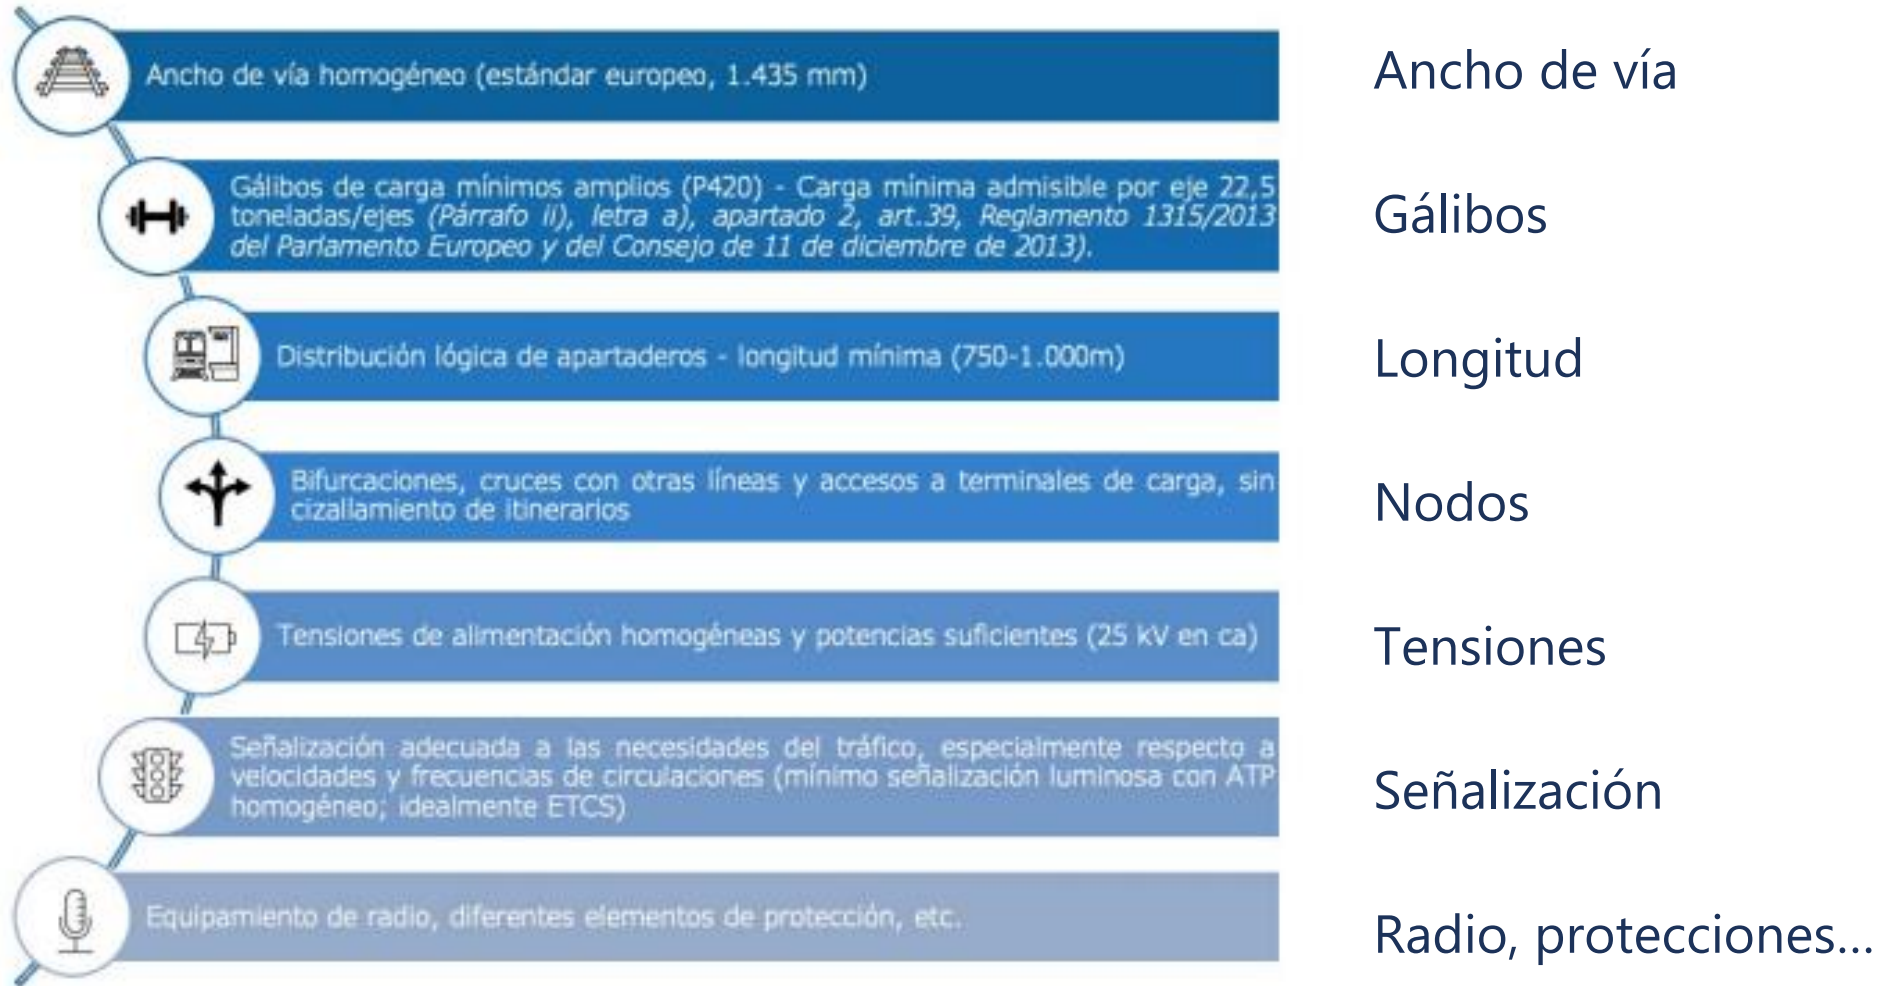 Ancho de vía homogéneo (estándar europeo, 1.435 mm)
Ancho de vía
Gálibos de carga mínimos amplios (P420) - Carga mínima admisible por eje 22,5
toneladas/ejes (Párrafo ii), letra a), apartado 2, art.39, Reglamento 1315/2013
del Parlamento Europeo y del Consejo de 11 de diciembre de 2013).
Gálibos
Distribución lógica de apartaderos - longitud mínima (750-1.000m)
Longitud
Bifurcaciones, cruces con otras líneas y accesos a terminales de carga, sin
cizallamiento de itinerarios
Nodos
Tensiones de alimentación homogéneas y potencias suficientes (25 kV en ca)
Tensiones
Señalización adecuada a las necesidades del tráfico, especialmente respecto a
velocidades y frecuencias de circulaciones (mínimo señalización luminosa con ATP
homogéneo; idealmente ETCS)
Señalización
Equipamiento de radio, diferentes elementos de protección, etc.
Radio, protecciones...